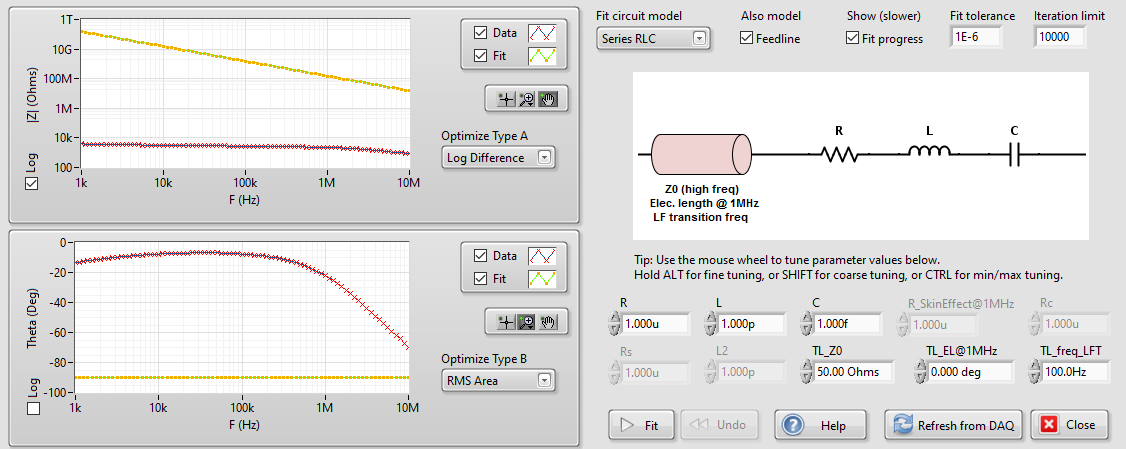 |Z| (Ohms)
Log
1T
10G
100M
1M
10k
100
1k 10k 100k 1M 10M
F (Hz)
Data
Fit
Optimize Type A
Log Difference
Theta (Deg)
Log
0
-20
-40
-60
-80
-100
1k 10k 100k 1M 10M
F (Hz)
Data
Fit
Optimize Type B
RMS Area
Fit circuit model
Series RLC
Also model
Feedline
Show (slower)
Fit progress
Fit tolerance
1E-6
Iteration limit
10000
R L C
Z0 (high freq)
Elec. length @ 1MHz
LF transition freq
Tip: Use the mouse wheel to tune parameter values below.
Hold ALT for fine tuning, or SHIFT for coarse tuning, or CTRL for min/max tuning.
R L C R_SkinEffect@1MHz Rc
1.000u 1.000p 1.000f 1.000u 1.000u
Rs L2 TL_Z0 TL_EL@1MHz TL_freq_LFT
1.000u 1.000p 50.00 Ohms 0.000 deg 100.0Hz
Fit Undo Help Refresh from DAQ Close